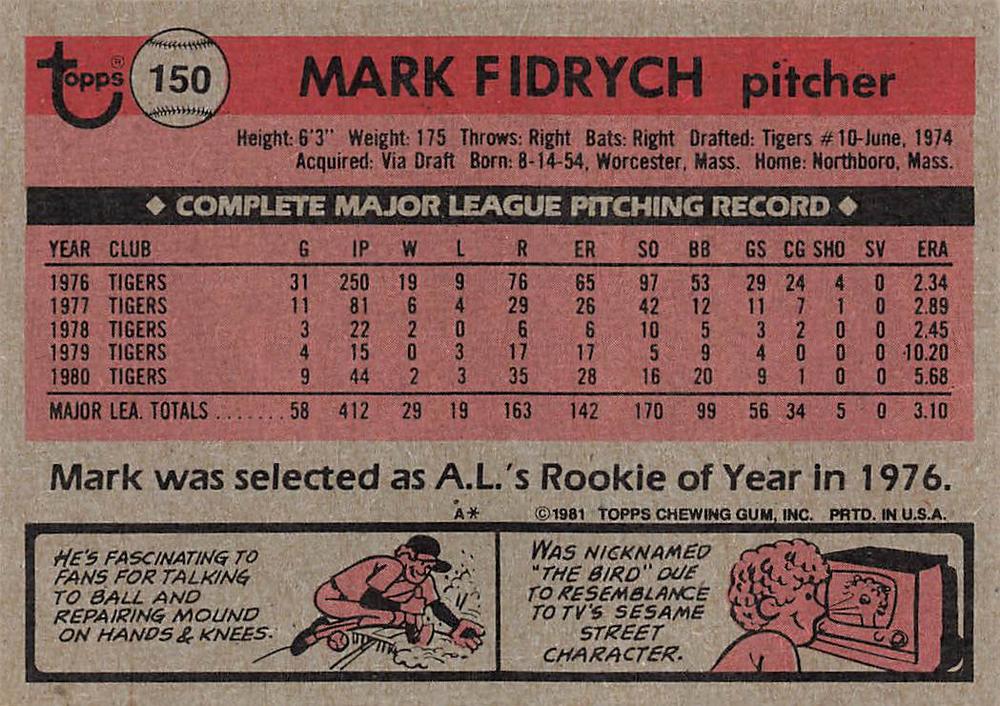 topps® 150 MARK FIDRYCH pitcher
Height: 6'3" Weight: 175 Throws: Right Bats: Right Drafted: Tigers #10-June, 1974
Acquired: Via Draft Born: 8-14-54, Worcester, Mass. Home: Northboro, Mass.
◆ COMPLETE MAJOR LEAGUE PITCHING RECORD ◆
YEAR CLUB G IP W L R ER SO BB GS CG SHO SV ERA
1976 TIGERS 31 250 19 9 76 65 97 53 29 24 4 0 2.34
1977 TIGERS 11 81 6 4 29 26 42 12 11 7 1 0 2.89
1978 TIGERS 3 22 2 0 6 6 10 5 3 2 0 0 2.45
1979 TIGERS 4 15 0 3 17 17 5 9 4 0 0 0 10.20
1980 TIGERS 9 44 2 3 35 28 16 20 9 1 0 0 5.68
MAJOR LEA. TOTALS ....... 58 412 29 19 163 142 170 99 56 34 5 0 3.10
Mark was selected as A.L.'s Rookie of Year in 1976.
A* ©1981 TOPPS CHEWING GUM, INC. PRTD. IN U.S.A.
HE'S FASCINATING TO
FANS FOR TALKING
TO BALL AND
REPAIRING MOUND
ON HANDS & KNEES.
WAS NICKNAMED
"THE BIRD" DUE
TO RESEMBLANCE
TO TV'S SESAME
STREET
CHARACTER.